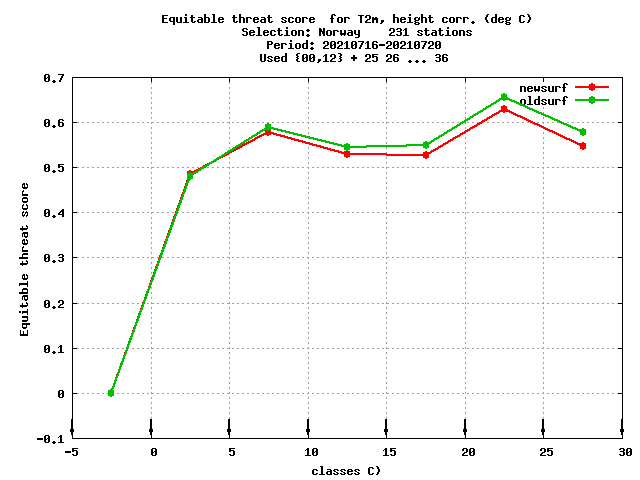 Equitable threat score  for T2m, height corr. (deg C)
Selection: Norway    231 stations
Period: 20210716-20210720
Used {00,12} + 25 26 ... 36
newsurf
oldsurf
Equitable threat score
0.7
0.6
0.5
0.4
0.3
0.2
0.1
0
-0.1
-5 0 5 10 15 20 25 30
classes C)